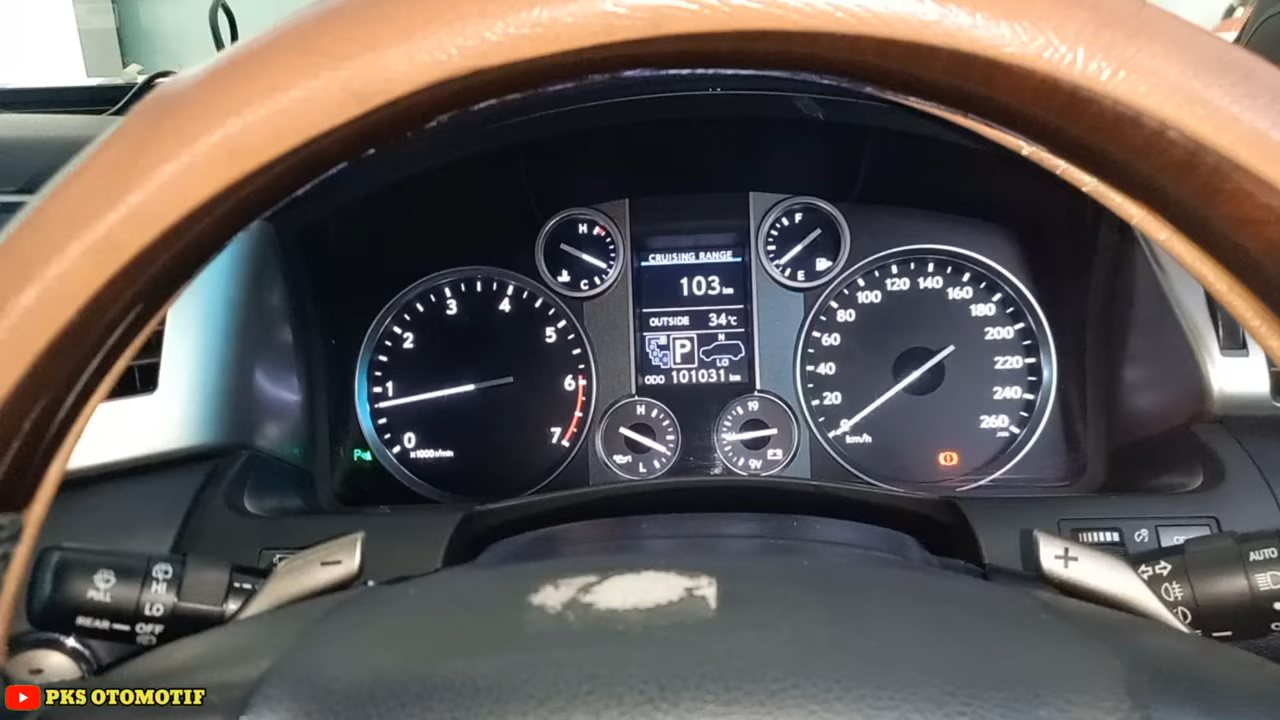 CRUISING RANGE
103 km
OUTSIDE 34°C
P
N
LO
ODO 101031 km
H
C
F
E
H
L
19
9V
0
1
2
3
4
5
6
7
x1000r/min
0
20
40
60
80
100
120
140
160
180
200
220
240
260
km/h
PULL
HI
LO
REAR OFF
−
+
AUTO
PKS OTOMOTIF